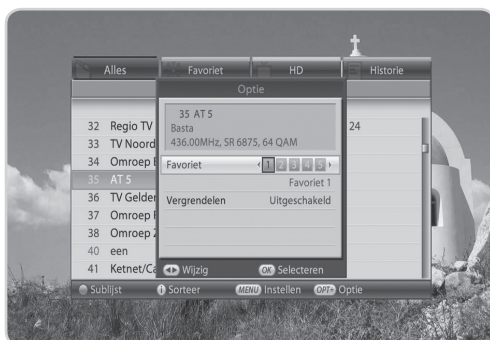 Alles Favoriet HD Historie
Optie
35 AT 5
Basta
436.00MHz, SR 6875, 64 QAM
32 Regio TV 24
33 TV Noord
34 Omroep
35 AT 5
36 TV Gelder
37 Omroep
38 Omroep
40 een
41 Ketnet/Ca
Favoriet 1 2 3 4 5
Favoriet 1
Vergrendelen Uitgeschakeld
Wijzig OK Selecteren
Sublijst i Sorteer MENU Instellen OPT+ Optie